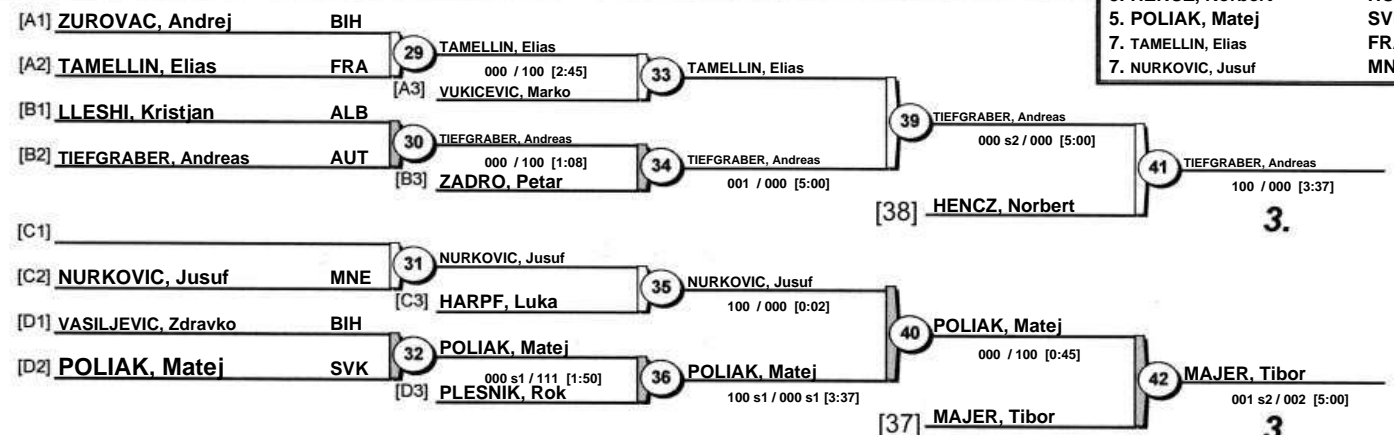 5. POLIAK, Matej
7. TAMELLIN, Elias
7. NURKOVIC, Jusuf
[A1] ZUROVAC, Andrej BIH
[A2] TAMELLIN, Elias FRA
29
TAMELLIN, Elias
000 / 100 [2:45]
[A3] VUKICEVIC, Marko
33
TAMELLIN, Elias
[B1] LLESHI, Kristjan ALB
[B2] TIEFGRABER, Andreas AUT
30
TIEFGRABER, Andreas
000 / 100 [1:08]
[B3] ZADRO, Petar
34
TIEFGRABER, Andreas
001 / 000 [5:00]
39
TIEFGRABER, Andreas
000 s2 / 000 [5:00]
[38] HENCZ, Norbert
41
TIEFGRABER, Andreas
100 / 000 [3:37]
3.
[C1]
[C2] NURKOVIC, Jusuf MNE
31
NURKOVIC, Jusuf
[C3] HARPF, Luka
35
NURKOVIC, Jusuf
100 / 000 [0:02]
[D1] VASILJEVIC, Zdravko BIH
[D2] POLIAK, Matej SVK
32
POLIAK, Matej
000 s1 / 111 [1:50]
[D3] PLESNIK, Rok
36
POLIAK, Matej
100 s1 / 000 s1 [3:37]
40
POLIAK, Matej
000 / 100 [0:45]
[37] MAJER, Tibor
42
MAJER, Tibor
001 s2 / 002 [5:00]
3